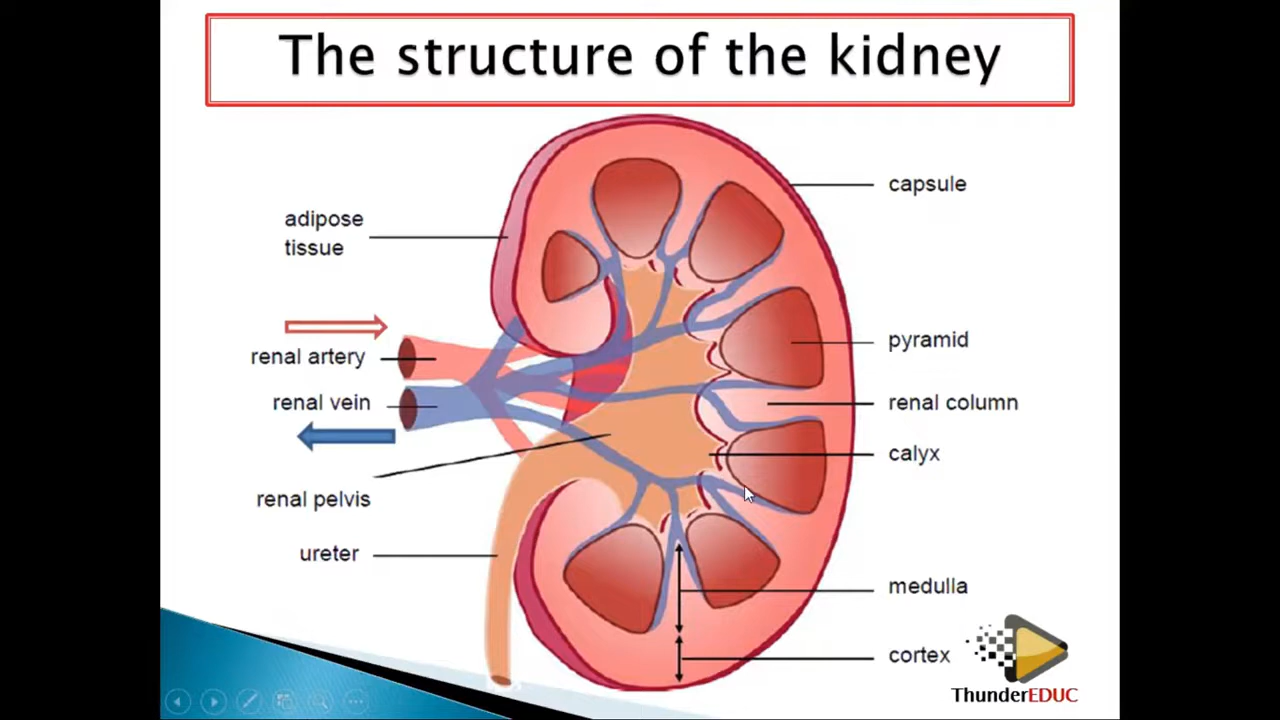 The structure of the kidney
adipose
tissue
renal artery
renal vein
renal pelvis
ureter
capsule
pyramid
renal column
calyx
medulla
cortex
ThunderEDUC